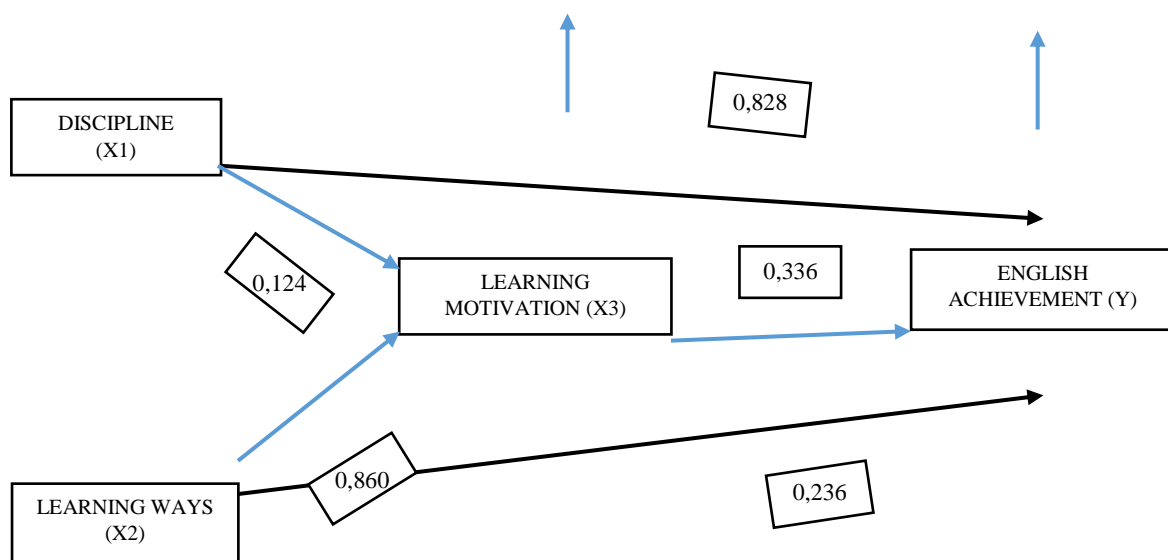 0,828
DISCIPLINE
(X1)
0,124
LEARNING
MOTIVATION (X3)
0,336
ENGLISH
ACHIEVEMENT (Y)
0,860
0,236
LEARNING WAYS
(X2)